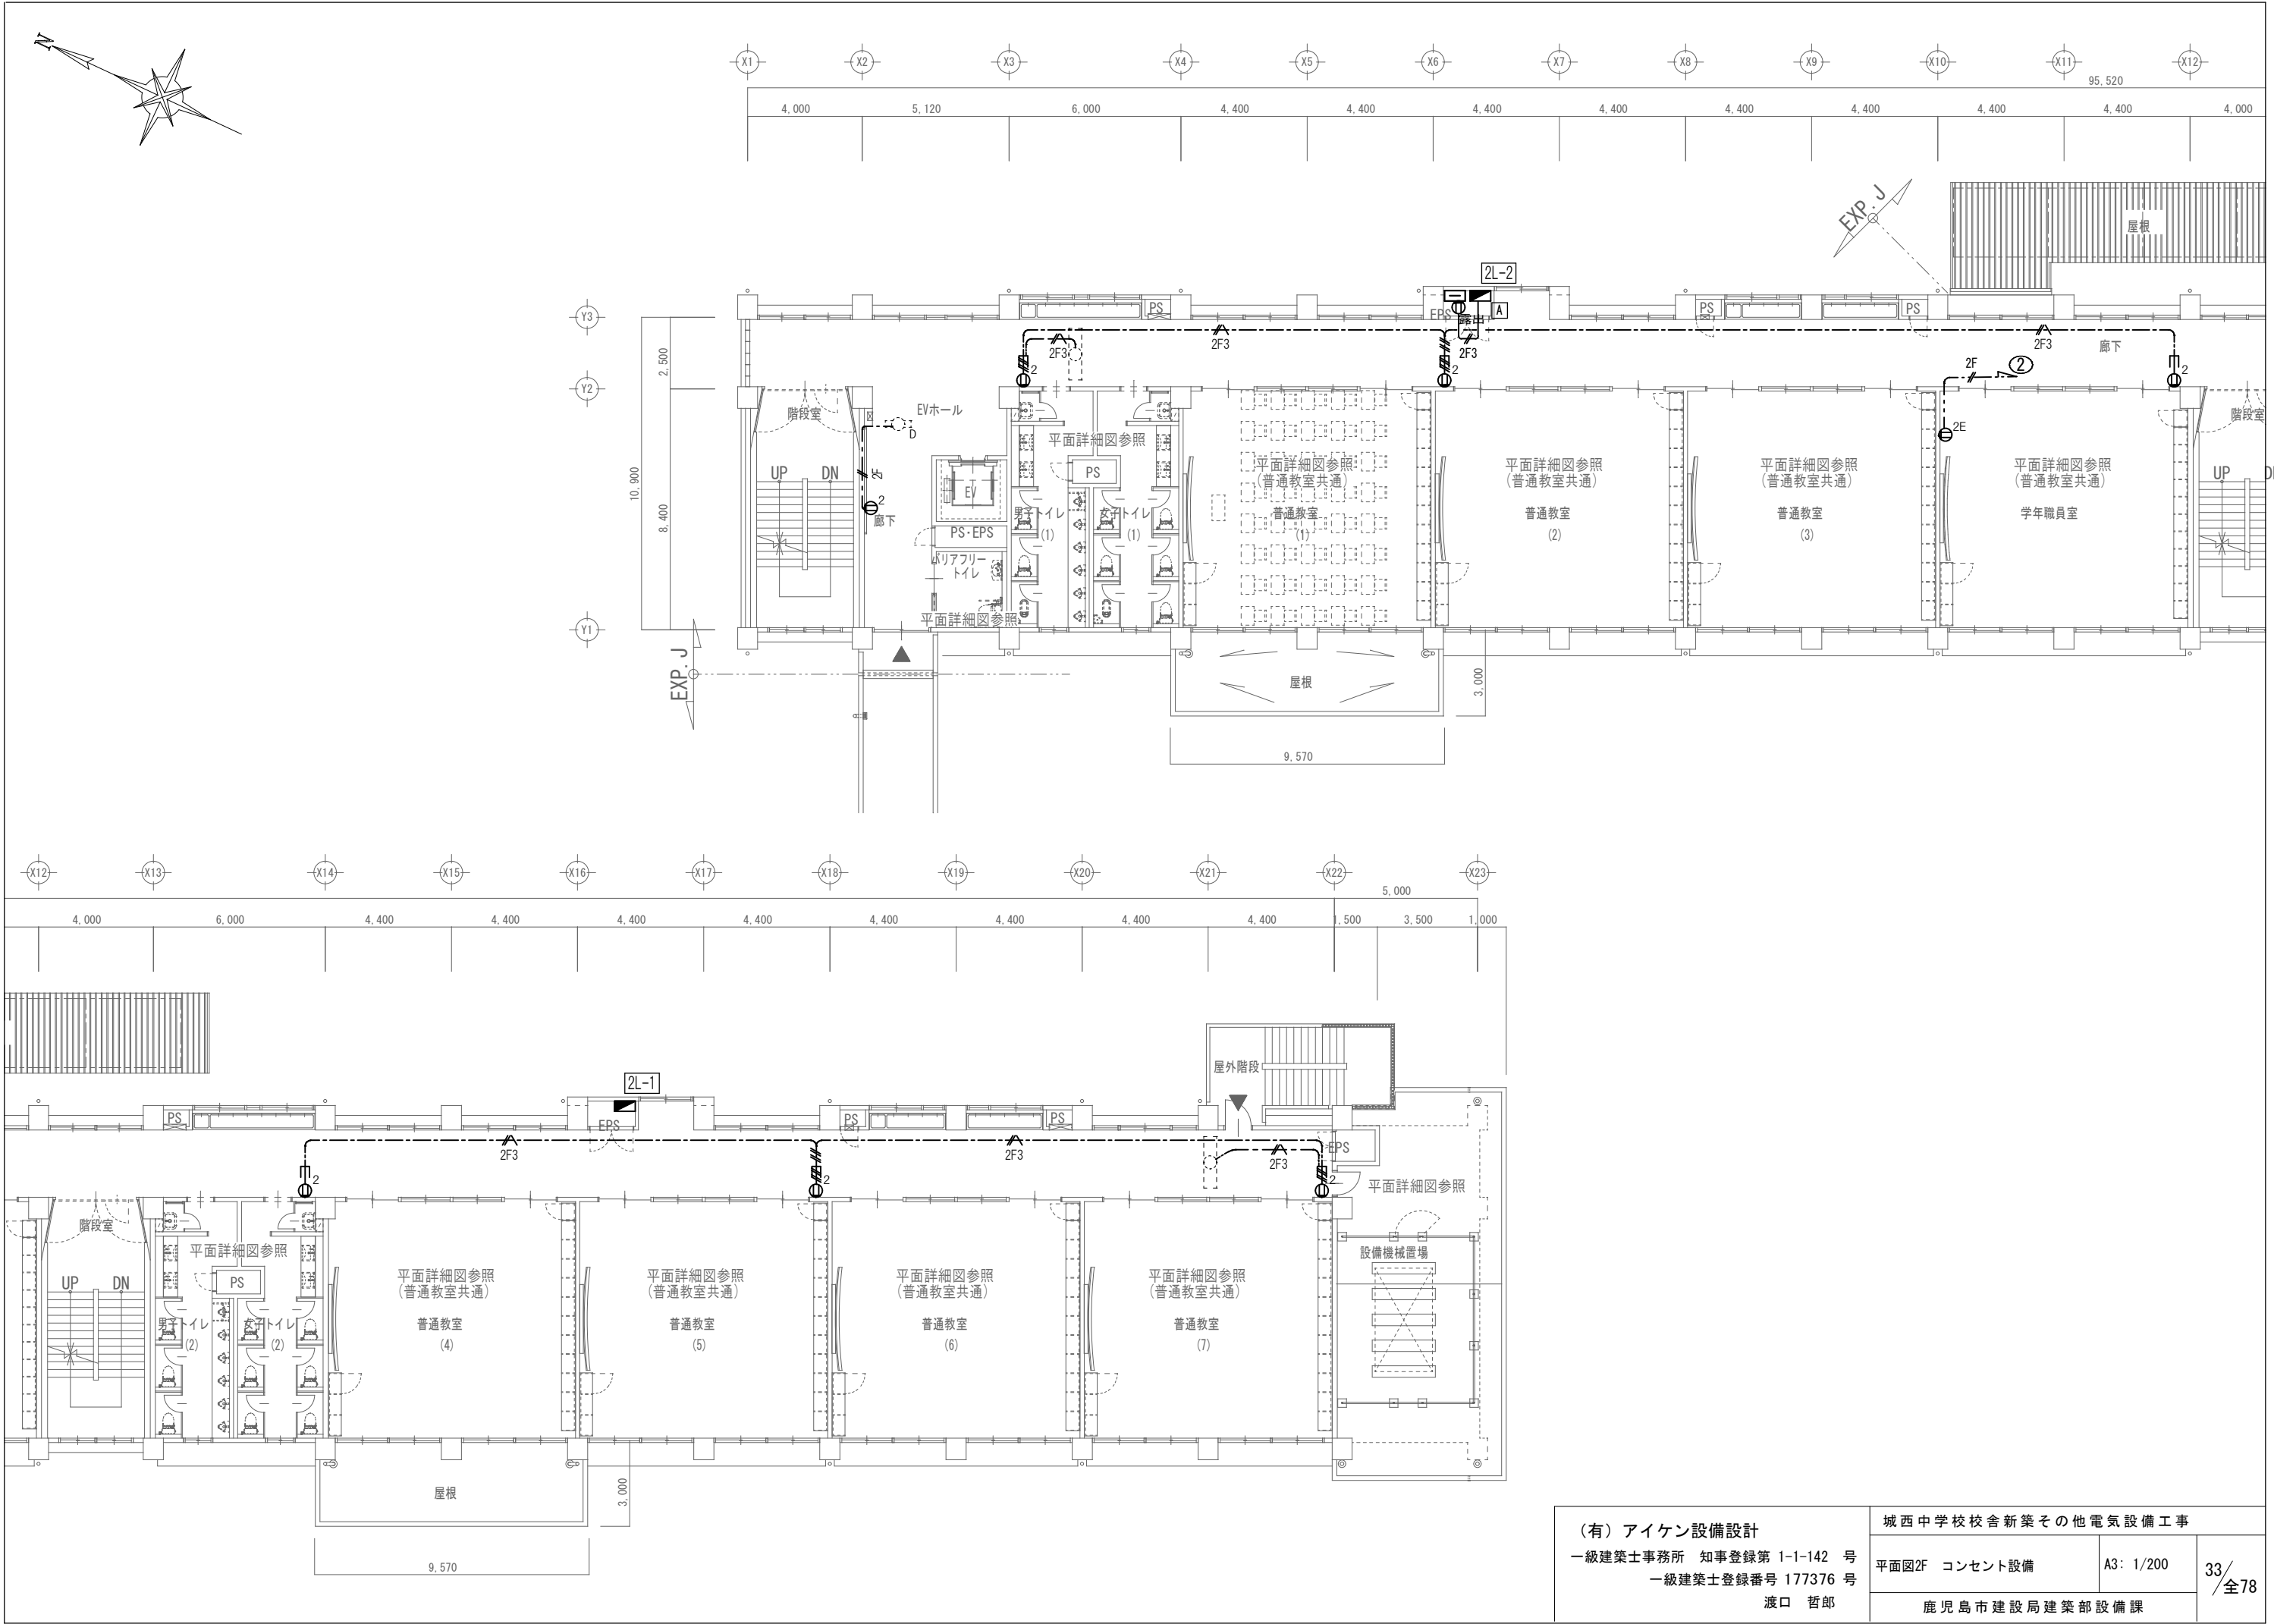 N
X1 X2 X3 X4 X5 X6 X7 X8 X9 X10 X11 X12
95,520
4,000 5,120 6,000 4,400 4,400 4,400 4,400 4,400 4,400 4,400 4,400 4,000
EXP.J
屋根
2L-2
Y3
PS
EPS
露出
A
PS
PS
2F3
2F3
2F3
2F3
廊下
2,500
Y2
2
2
2F
②
2
階段室
EVホール
D
平面詳細図参照
2E
階段室
10,900
8,400
UP DN
2F
2
廊下
EV
PS
PS・EPS
バリアフリー
トイレ
平面詳細図参照
男子トイレ
(1)
女子トイレ
(1)
平面詳細図参照
(普通教室共通)
普通教室
(1)
平面詳細図参照
(普通教室共通)
普通教室
(2)
平面詳細図参照
(普通教室共通)
普通教室
(3)
平面詳細図参照
(普通教室共通)
学年職員室
UP
Y1
EXP.J
屋根
3,000
9,570
X12 X13 X14 X15 X16 X17 X18 X19 X20 X21 X22 X23
5,000
4,000 6,000 4,400 4,400 4,400 4,400 4,400 4,400 4,400 4,400 1,500 3,500 1,000
屋外階段
2L-1
PS
EPS
PS
PS
EPS
2F3
2F3
2F3
2
2
2
平面詳細図参照
階段室
平面詳細図参照
設備機械置場
UP DN
PS
男子トイレ
(2)
女子トイレ
(2)
平面詳細図参照
(普通教室共通)
普通教室
(4)
平面詳細図参照
(普通教室共通)
普通教室
(5)
平面詳細図参照
(普通教室共通)
普通教室
(6)
平面詳細図参照
(普通教室共通)
普通教室
(7)
屋根
3,000
9,570
(有) アイケン設備設計
一級建築士事務所 知事登録第 1-1-142 号
一級建築士登録番号 177376 号
渡口 哲郎
城西中学校校舎新築その他電気設備工事
平面図2F コンセント設備
A3: 1/200
33/全78
鹿児島市建設局建築部設備課